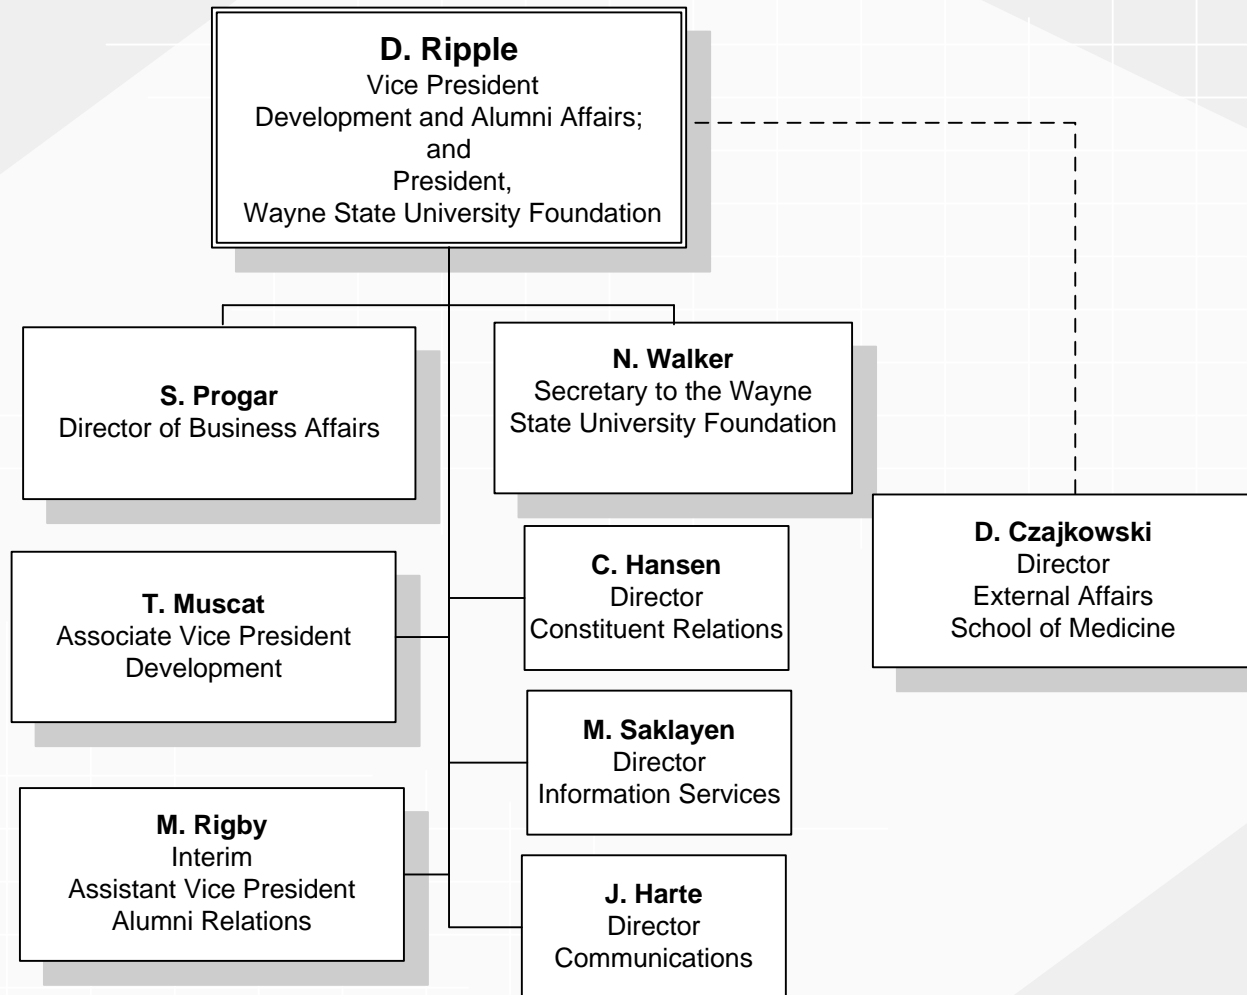 D. Ripple
Vice President
Development and Alumni Affairs;
and
President,
Wayne State University Foundation
S. Progar
Director of Business Affairs
N. Walker
Secretary to the Wayne
State University Foundation
T. Muscat
Associate Vice President
Development
C. Hansen
Director
Constituent Relations
D. Czajkowski
Director
External Affairs
School of Medicine
M. Saklayen
Director
Information Services
M. Rigby
Interim
Assistant Vice President
Alumni Relations
J. Harte
Director
Communications